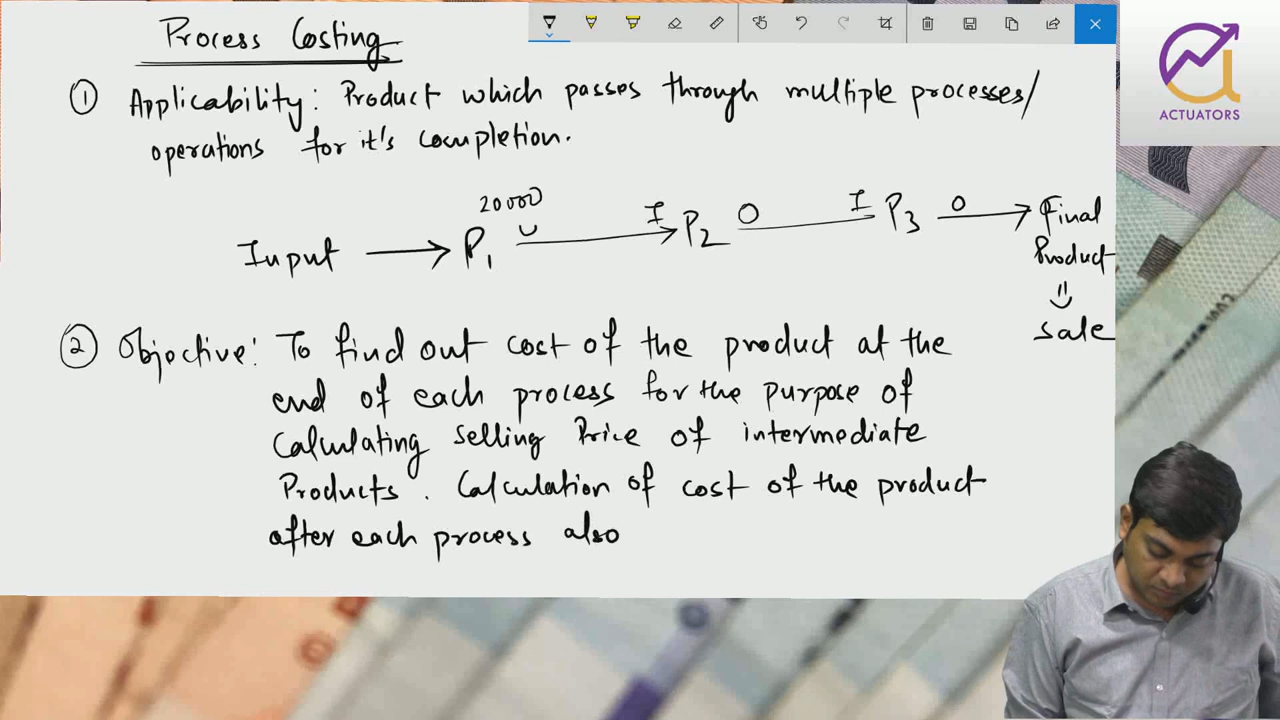 Process Costing
① Applicability: Product which passes through multiple processes/
operations for it's completion.
20000
Input → P1 → I P2 O I P3 O → Final
Product
sale
② Objective: To find out cost of the product at the
end of each process for the purpose of
Calculating Selling Price of intermediate
Products. Calculation of cost of the product
after each process also
ACTUATORS